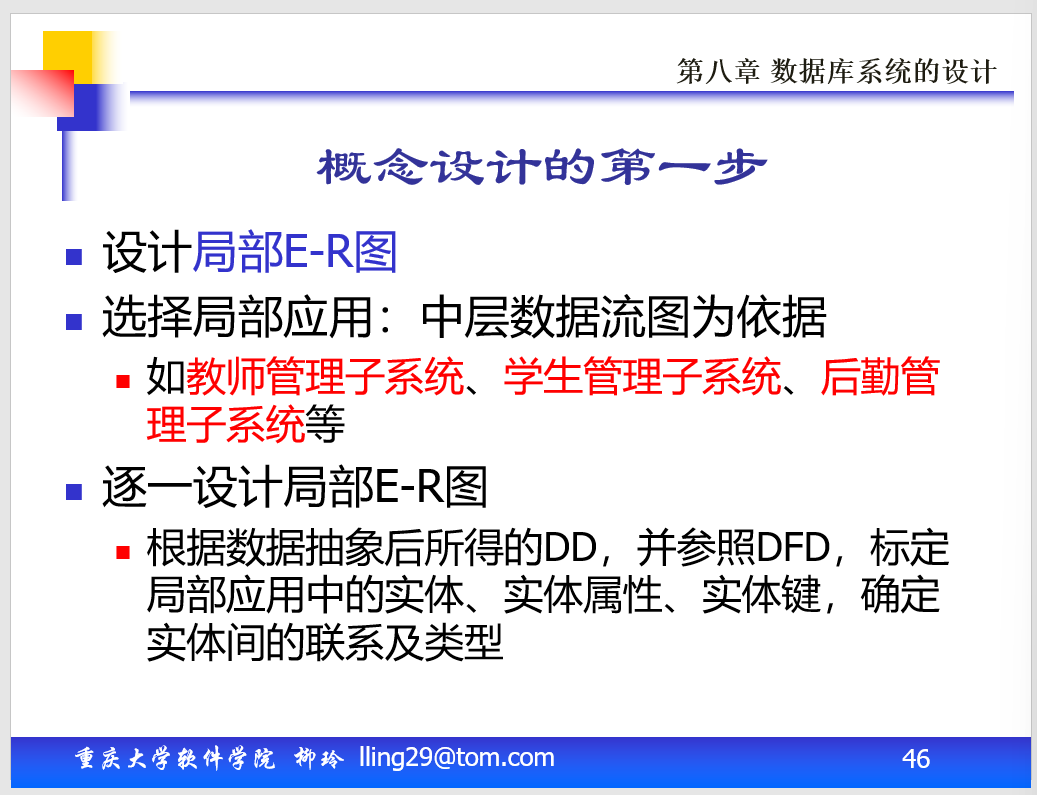 第八章 数据库系统的设计
概念设计的第一步
设计局部E-R图
选择局部应用：中层数据流图为依据
如教师管理子系统、学生管理子系统、后勤管
理子系统等
逐一设计局部E-R图
根据数据抽象后所得的DD，并参照DFD，标定
局部应用中的实体、实体属性、实体键，确定
实体间的联系及类型
重庆大学软件学院 柳玲 lling29@tom.com 46